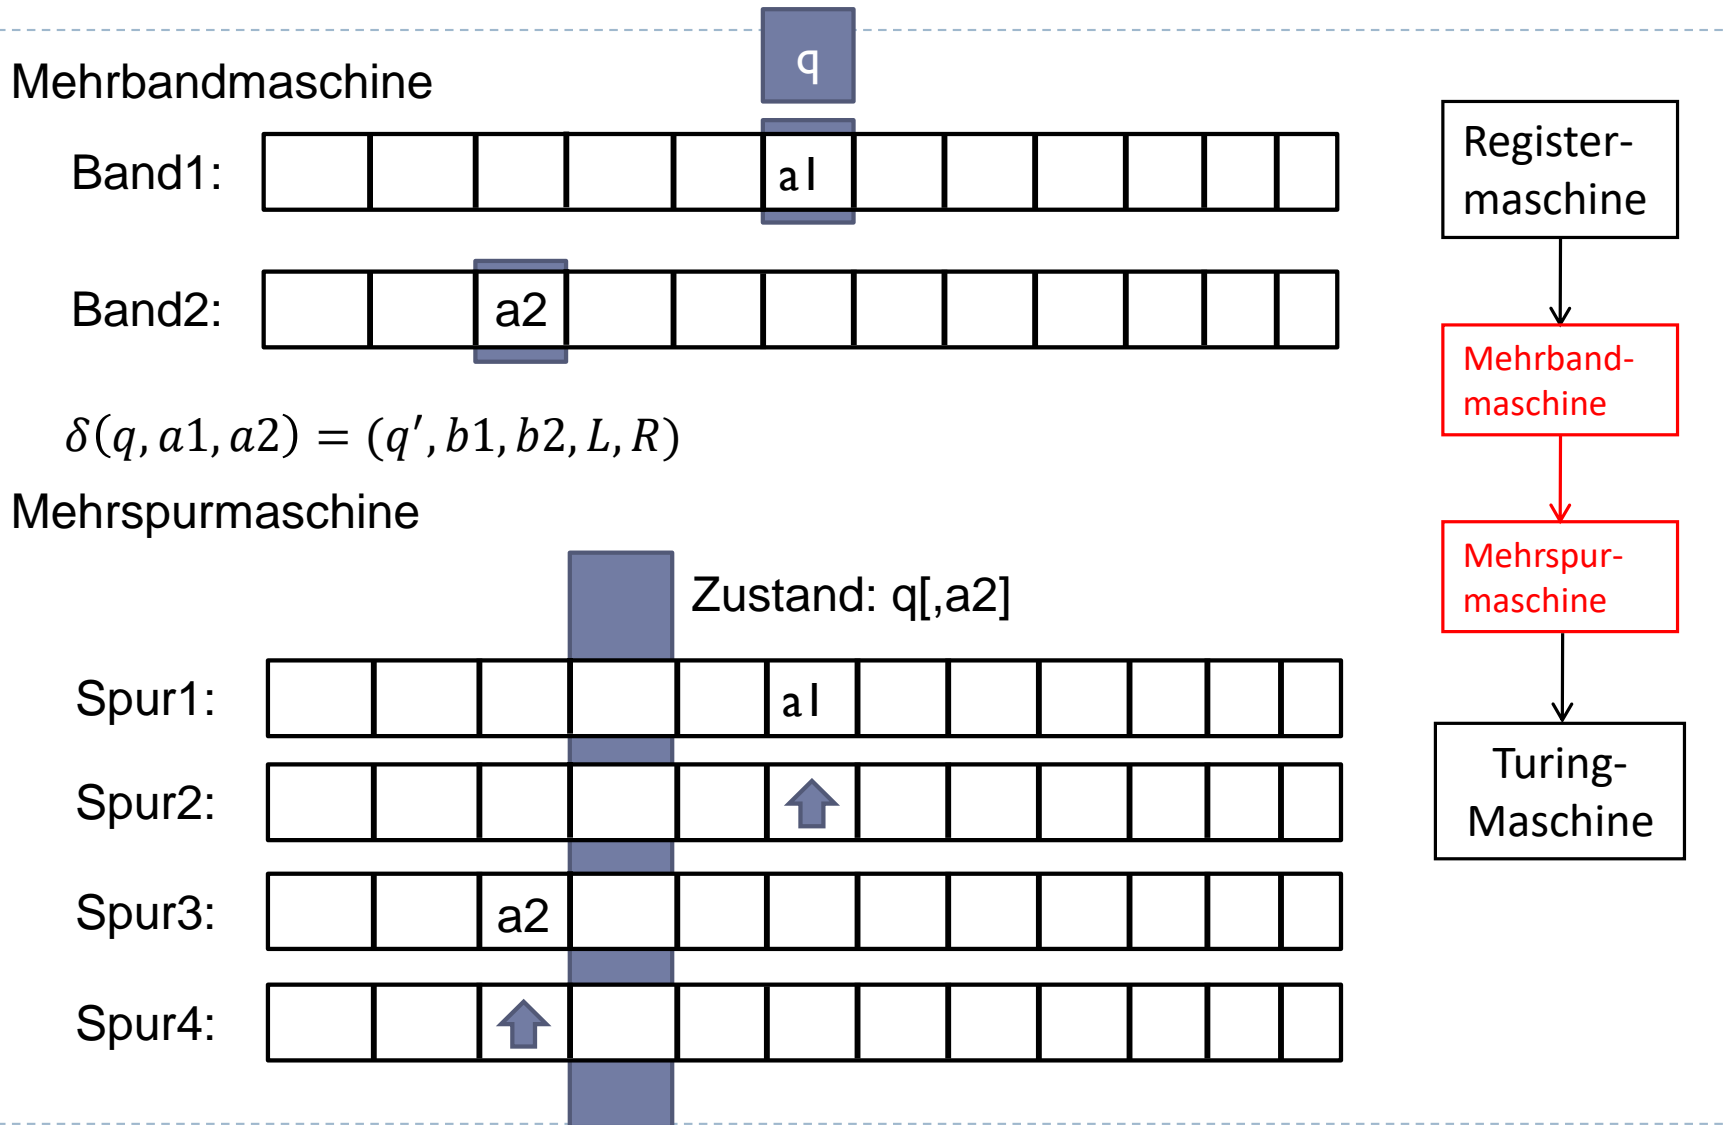 q
Mehrbandmaschine
Band1:
a1
Band2:
a2
δ(q, a1, a2) = (q′, b1, b2, L, R)
Mehrspurmaschine
Zustand: q[,a2]
Spur1:
a1
Spur2:
Spur3:
a2
Spur4:
Register-
maschine
Mehrband-
maschine
Mehrspur-
maschine
Turing-
Maschine